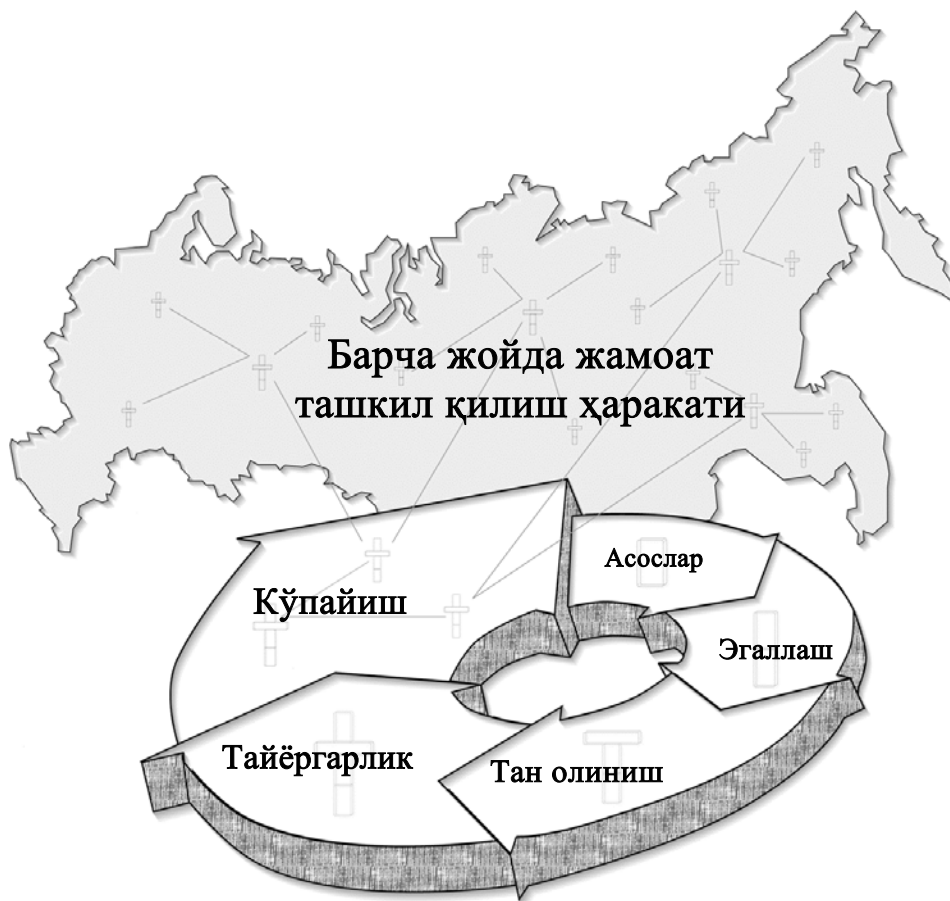 Барча жойда жамоат
ташкил қилиш ҳаракати
Асослар
Кўпайиш
Эгаллаш
Тайёргарлик
Тан олиниш